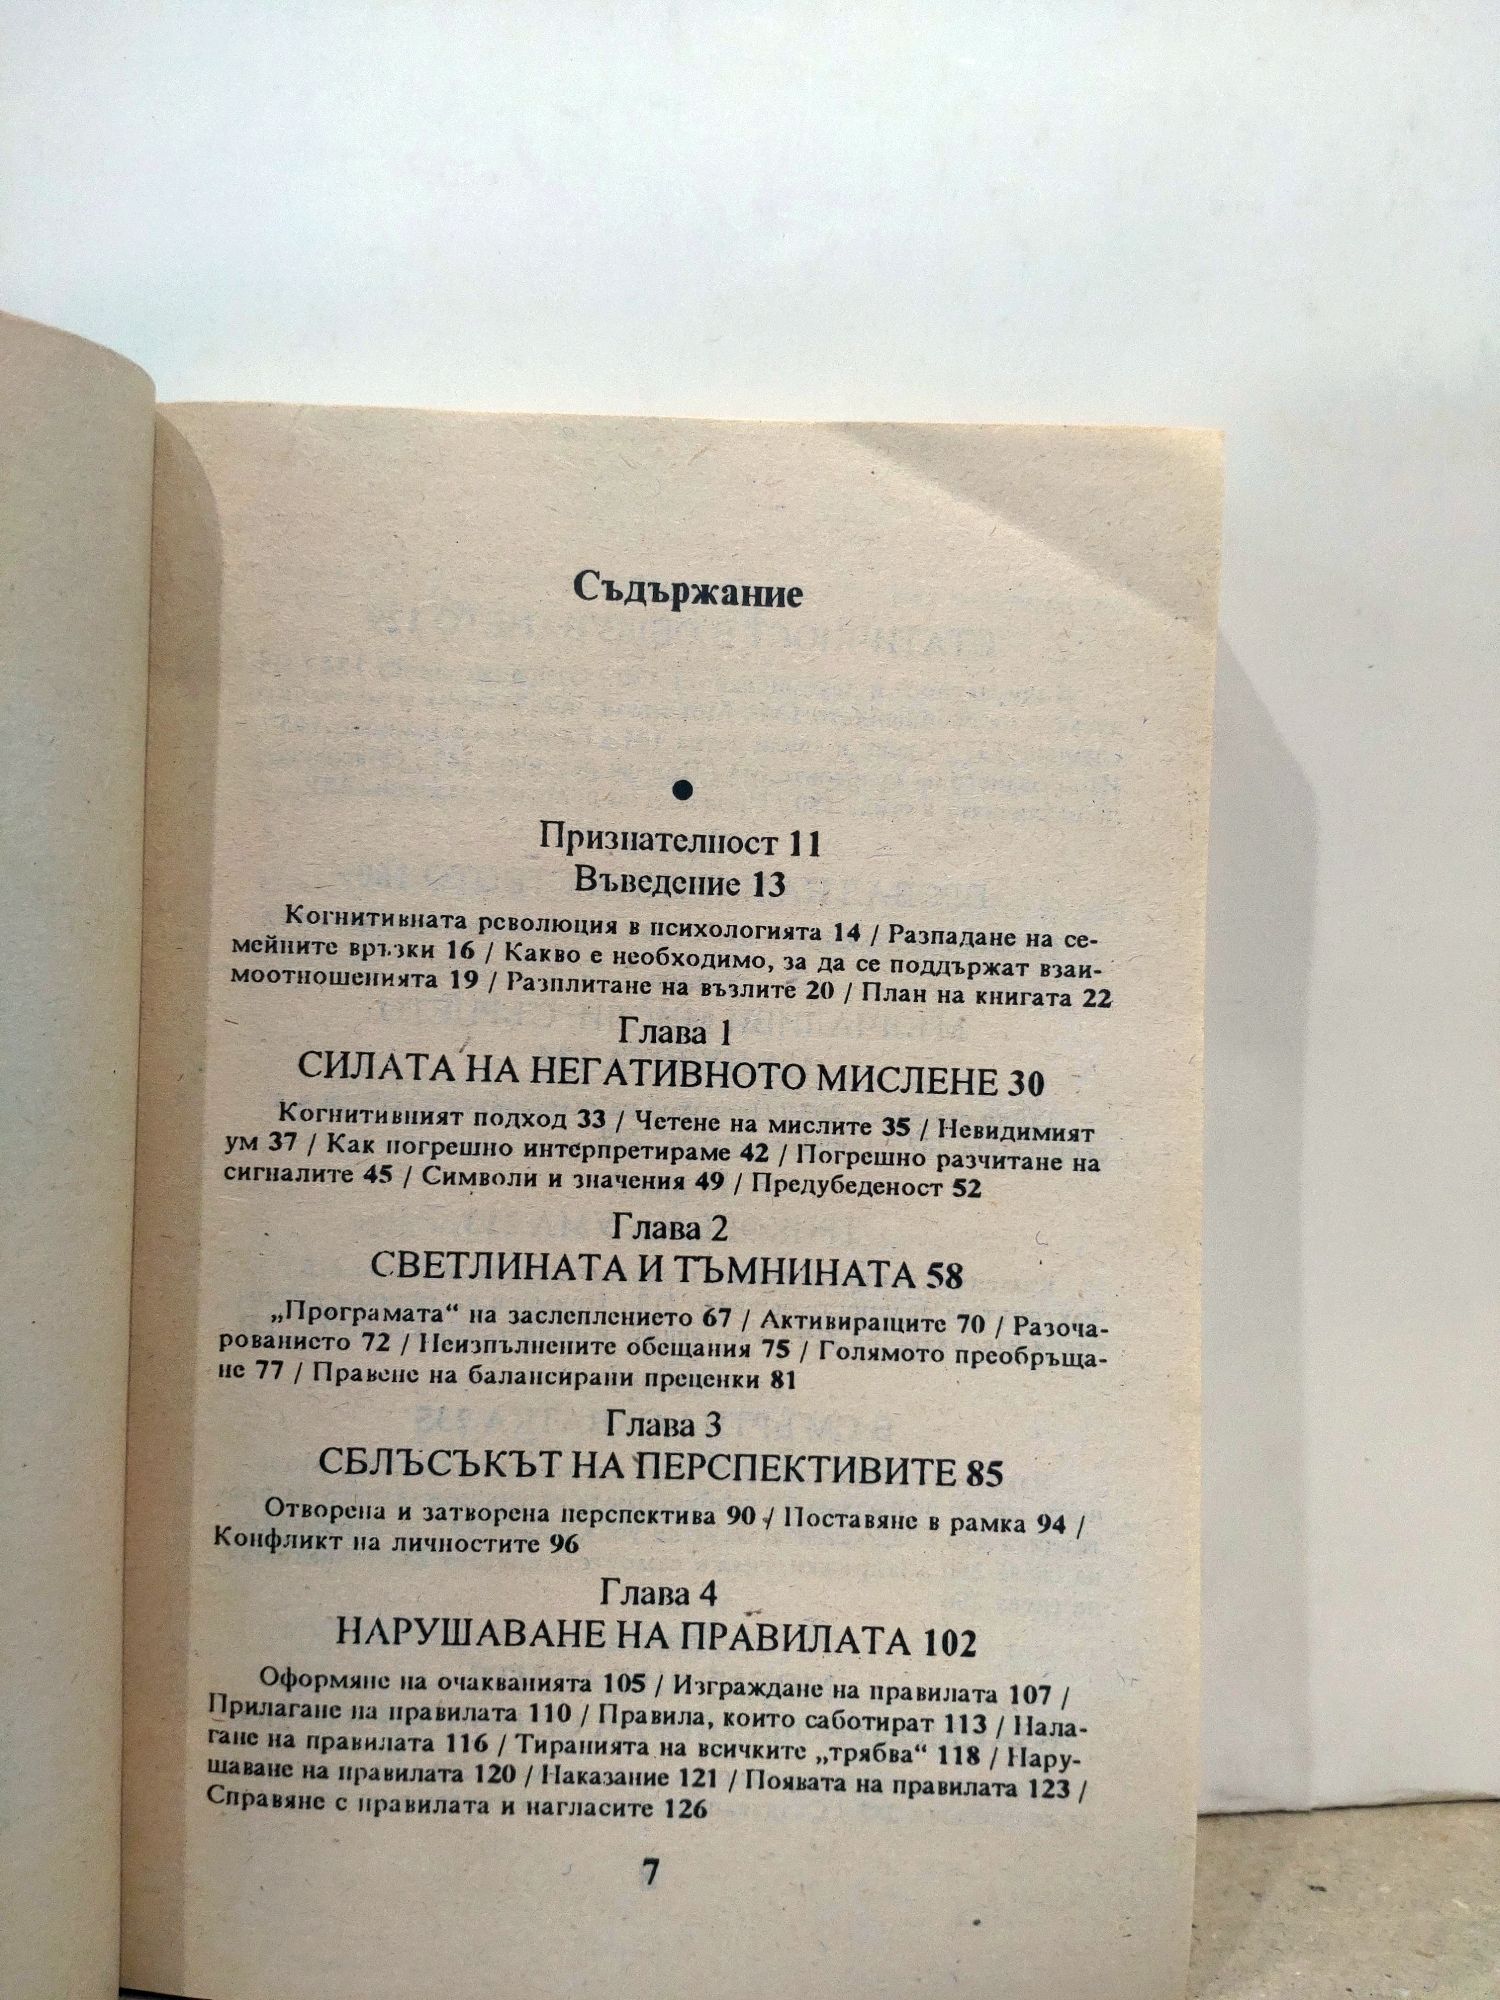 Съдържание
●
Признателност 11
Въведение 13
Когнитивната революция в психологията 14 / Разпадане на се-
мейните връзки 16 / Какво е необходимо, за да се поддържат взаи-
моотношенията 19 / Разплитане на възлите 20 / План на книгата 22
Глава 1
СИЛАТА НА НЕГАТИВНОТО МИСЛЕНЕ 30
Когнитивният подход 33 / Четене на мислите 35 / Невидимият
ум 37 / Как погрешно интерпретираме 42 / Погрешно разчитане на
сигналите 45 / Символи и значения 49 / Предубеденост 52
Глава 2
СВЕТЛИНАТА И ТЪМНИНАТА 58
„Програмата“ на заслеплението 67 / Активиращите 70 / Разоча-
рованието 72 / Неизпълнените обещания 75 / Голямото преобръща-
не 77 / Правене на балансирани преценки 81
Глава 3
СБЛЪСЪКЪТ НА ПЕРСПЕКТИВИТЕ 85
Отворена и затворена перспектива 90 / Поставяне в рамка 94 /
Конфликт на личностите 96
Глава 4
НАРУШАВАНЕ НА ПРАВИЛАТА 102
Оформяне на очакванията 105 / Изграждане на правилата 107 /
Прилагане на правилата 110 / Правила, които саботират 113 / Нала-
гане на правилата 116 / Тиранията на всичките „трябва“ 118 / Нару-
шаване на правилата 120 / Наказание 121 / Появата на правилата 123 /
Справяне с правилата и нагласите 126
7